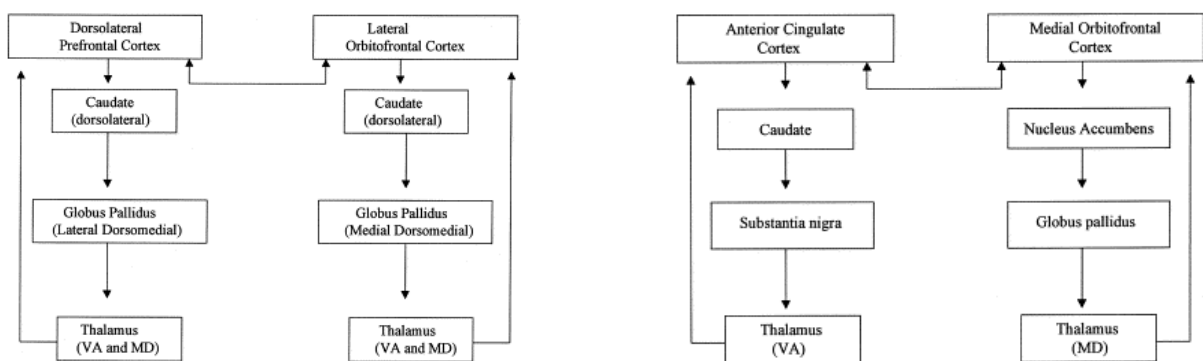 Dorsolateral
Prefrontal Cortex
Lateral
Orbitofrontal Cortex
Caudate
(dorsolateral)
Caudate
(dorsolateral)
Globus Pallidus
(Lateral Dorsomedial)
Globus Pallidus
(Medial Dorsomedial)
Thalamus
(VA and MD)
Thalamus
(VA and MD)
Anterior Cingulate
Cortex
Medial Orbitofrontal
Cortex
Caudate
Nucleus Accumbens
Substantia nigra
Globus pallidus
Thalamus
(VA)
Thalamus
(MD)